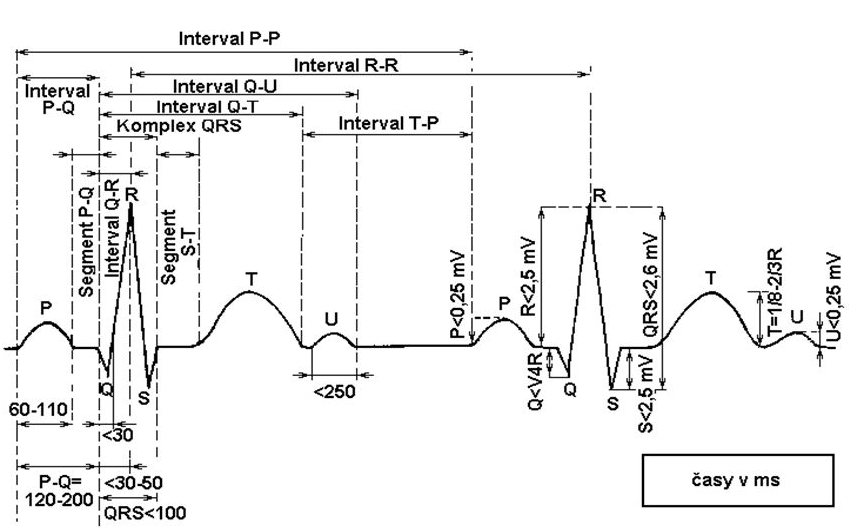 Interval P-P
Interval R-R
Interval
P-Q
Interval Q-U
Interval Q-T
Komplex QRS
Interval T-P
Segment P-Q
Interval Q-R
Segment
S-T
R
P
Q
S
T
U
P<0,25 mV
P
R<2,5 mV
R
QRS<2,6 mV
T
T=1/8-2/3R
U
U<0,25 mV
Q<V4R
Q
S
S<2,5 mV
60-110
<30
<250
P-Q=
120-200
<30-50
QRS<100
časy v ms